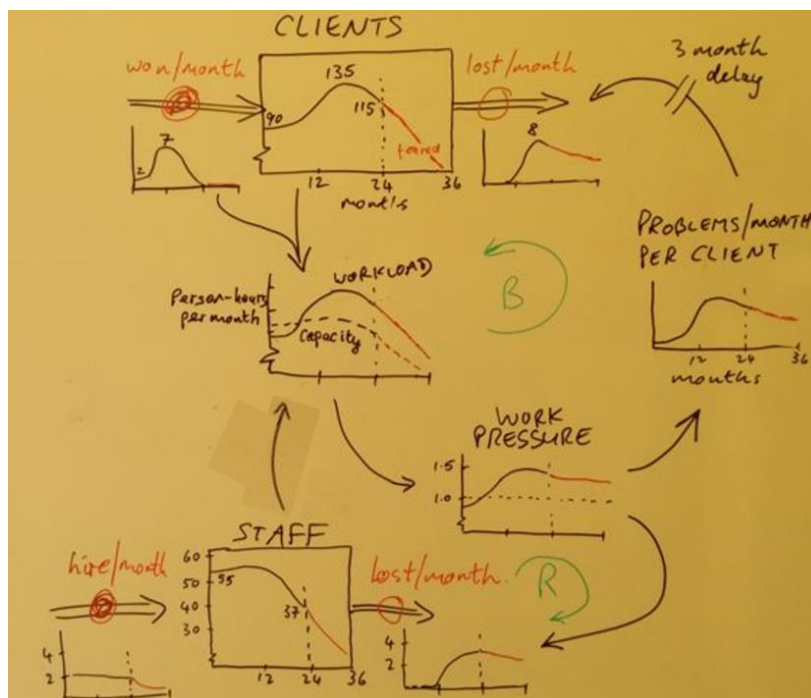 CLIENTS
won/month
lost/month
3 month
delay
135
115
90
feared
7
2
8
12
24
36
months
PROBLEMS/MONTH
PER CLIENT
WORKLOAD
Person-hours
per month
Capacity
B
12
24
36
months
WORK
PRESSURE
1.5
1.0
STAFF
hire/month
lost/month.
R
60
50
40
30
55
37
12
24
36
4
2
4
2